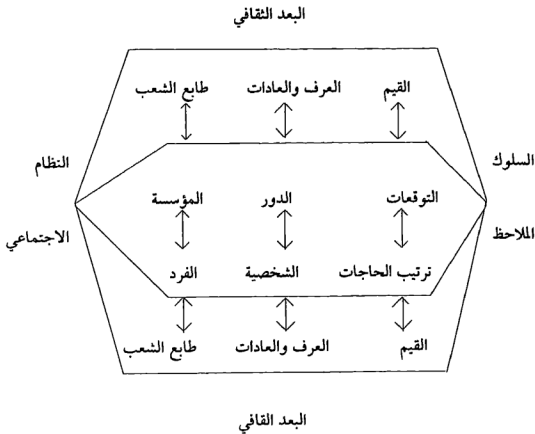 البعد الثقافي
القيم العرف والعادات طابع الشعب
السلوك النظام
التوقعات الدور المؤسسة
الملاحظ الاجتماعي
ترتيب الحاجات الشخصية الفرد
القيم العرف والعادات طابع الشعب
البعد القافي